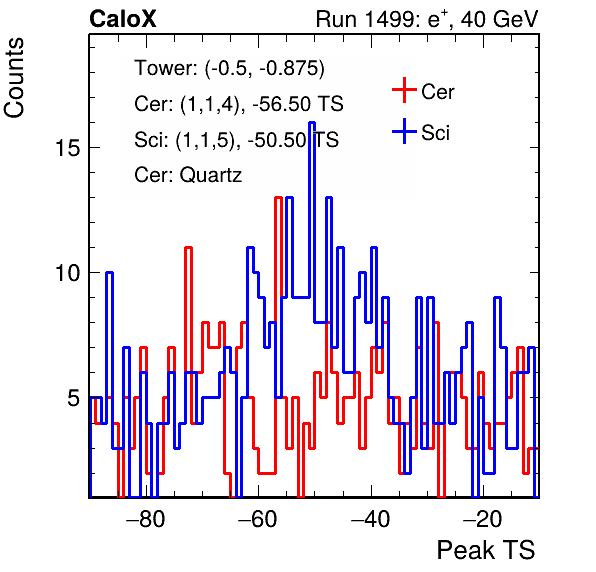 CaloX Run 1499: e⁺, 40 GeV
Counts
Tower: (-0.5, -0.875)
Cer: (1,1,4), -56.50 TS
Sci: (1,1,5), -50.50 TS
Cer: Quartz
Cer
Sci
15
10
5
−80 −60 −40 −20
Peak TS